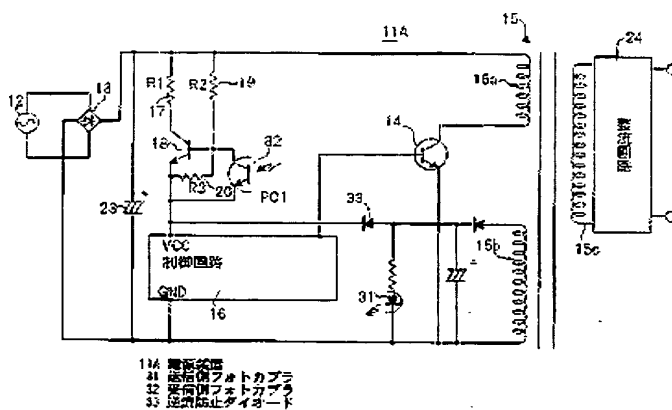 11A
15
24
13
R1
R2
19
16a
12
17
14
18
32
R3
20
PC1
23
33
VCC
制御回路
15b
GND
16
31
15c
11A 電源装置
31 送信側フォトカプラ
32 受信側フォトカプラ
33 逆流防止ダイオード